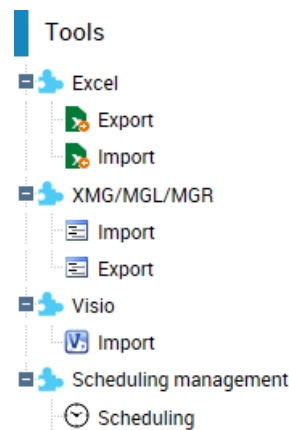 Tools
Excel
Export
Import
XMG/MGL/MGR
Import
Export
Visio
Import
Scheduling management
Scheduling